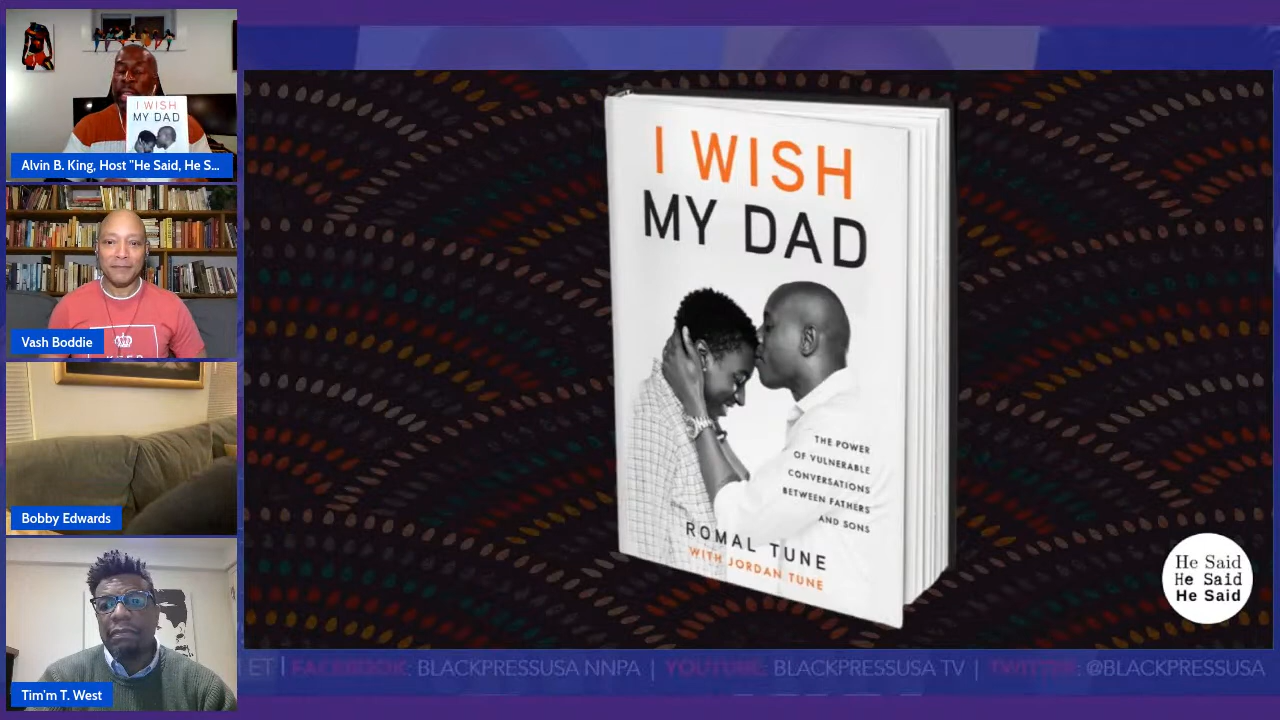 I WISH
MY DAD
Alvin B. King, Host "He Said, He S...
Vash Boddie
Bobby Edwards
Tim'm T. West
I WISH
MY DAD
THE POWER
OF VULNERABLE
CONVERSATIONS
BETWEEN FATHERS
AND SONS
ROMAL TUNE
WITH JORDAN TUNE
He Said
He Said
He Said
ET | FACEBOOK: BLACKPRESSUSA NNPA | YOUTUBE: BLACKPRESSUSA TV | TWITTER: @BLACKPRESSUSA